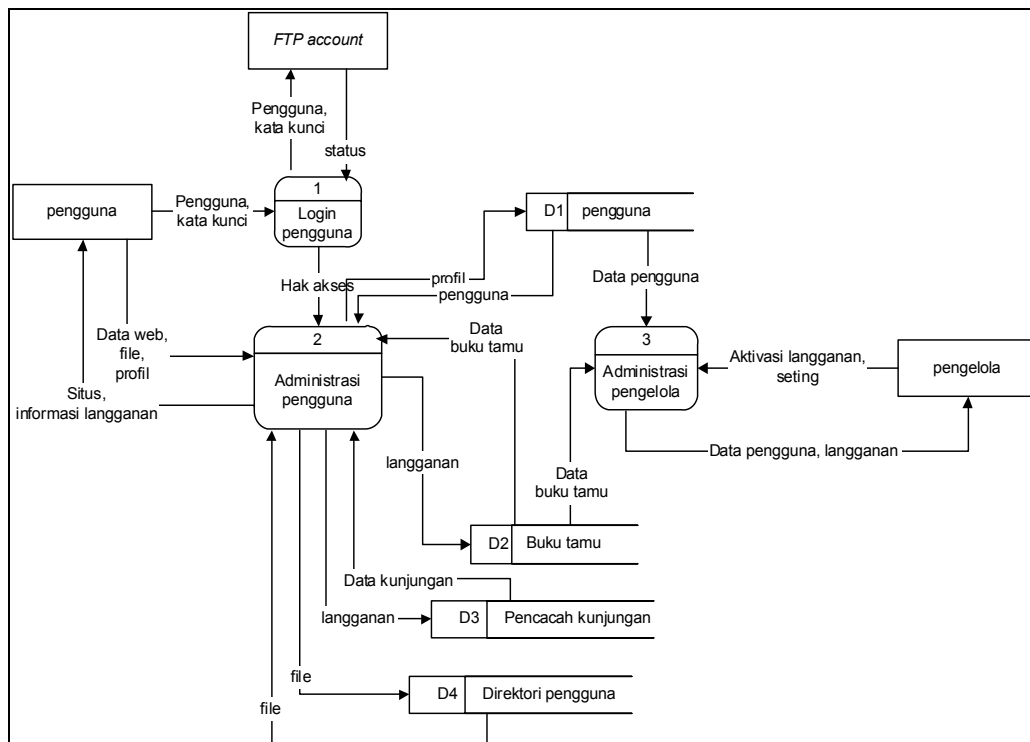 FTP account
Pengguna,
kata kunci
status
pengguna
Pengguna,
kata kunci
1
Login
pengguna
D1
pengguna
Hak akses
profil
pengguna
Data pengguna
Data web,
file,
profil
Situs,
informasi langganan
2
Administrasi
pengguna
Data
buku tamu
3
Administrasi
pengelola
Aktivasi langganan,
seting
pengelola
langganan
Data
buku tamu
Data pengguna, langganan
D2
Buku tamu
Data kunjungan
langganan
D3
Pencacah kunjungan
file
D4
Direktori pengguna
file